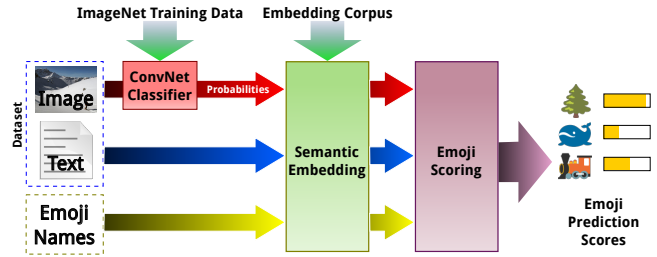 ImageNet Training Data
Embedding Corpus
Dataset
Image
ConvNet
Classifier
Probabilities
Text
Semantic
Embedding
Emoji
Scoring
Emoji
Names
Emoji
Prediction
Scores